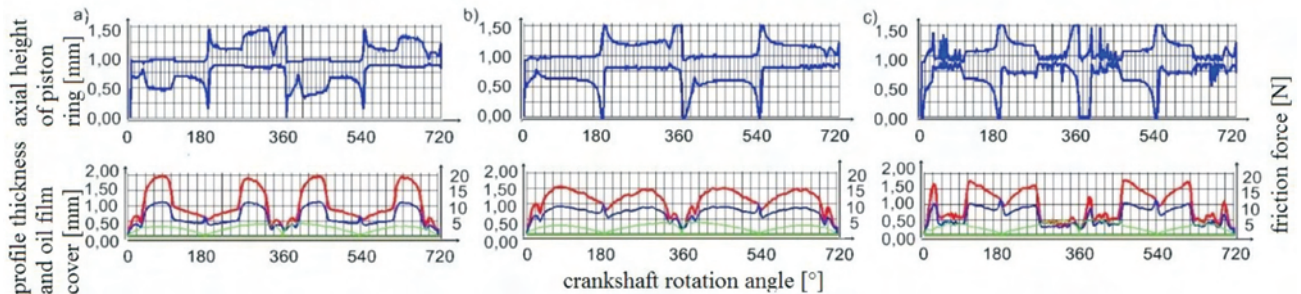 a)
b)
c)
axial height
of piston
ring [mm]
1,50
1,00
0,50
0,00
0 180 360 540 720
1,50
1,00
0,50
0,00
0 180 360 540 720
1,50
1,00
0,50
0,00
0 180 360 540 720
profile thickness
and oil film
cover [mm]
2,00
1,50
1,00
0,50
0,00
20
15
10
5
0 180 360 540 720
2,00
1,50
1,00
0,50
0,00
20
15
10
5
0 180 360 540 720
2,00
1,50
1,00
0,50
0,00
20
15
10
5
0 180 360 540 720
friction force [N]
crankshaft rotation angle [°]